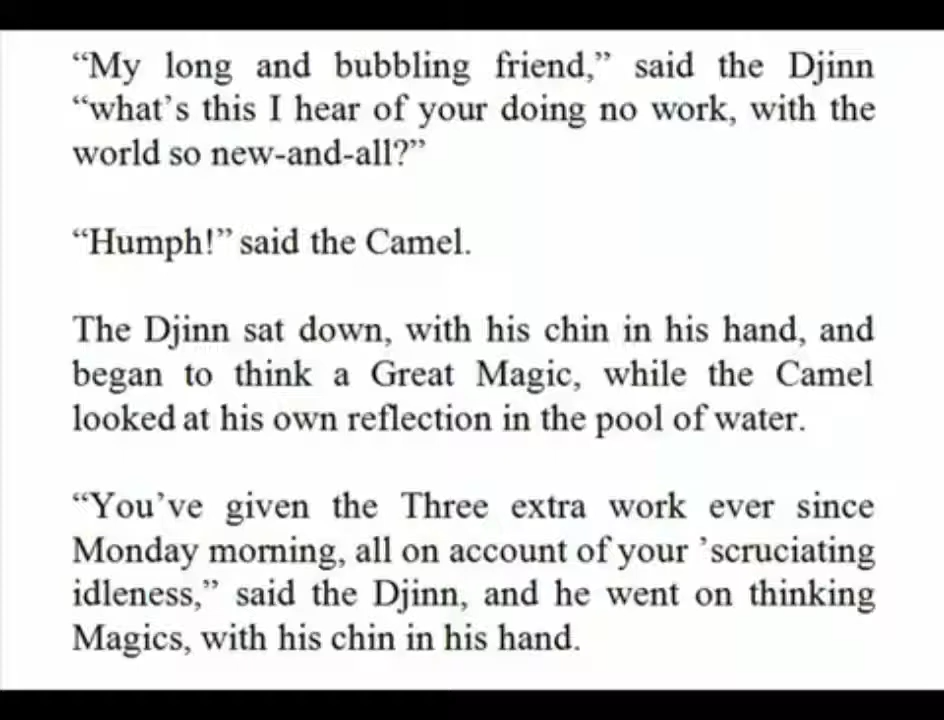 “My long and bubbling friend,” said the Djinn
“what’s this I hear of your doing no work, with the
world so new-and-all?”
“Humph!” said the Camel.
The Djinn sat down, with his chin in his hand, and
began to think a Great Magic, while the Camel
looked at his own reflection in the pool of water.
“You’ve given the Three extra work ever since
Monday morning, all on account of your ’scruciating
idleness,” said the Djinn, and he went on thinking
Magics, with his chin in his hand.